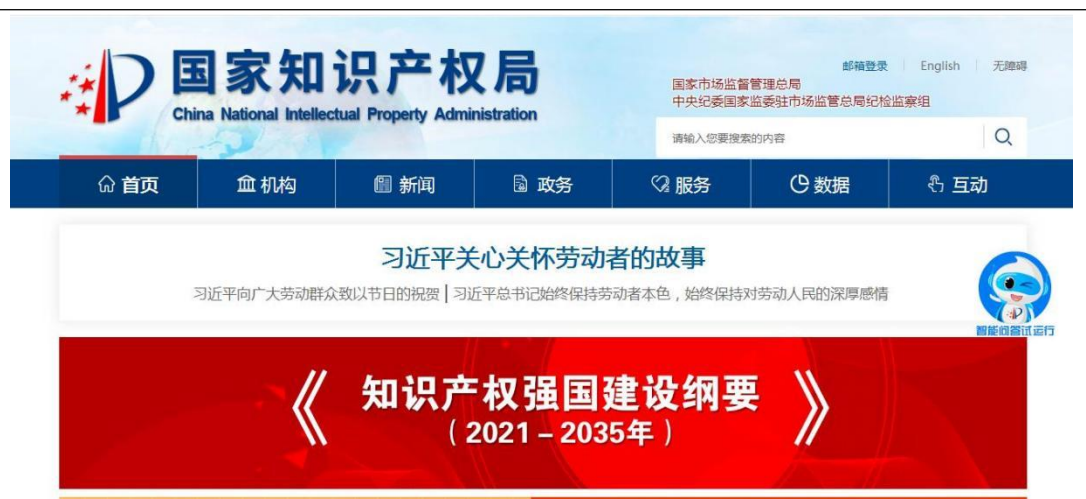 国家知识产权局
China National Intellectual Property Administration
邮箱登录 English 无障碍
国家市场监督管理总局
中央纪委国家监委驻市场监管总局纪检监察组
请输入您要搜索的内容
首页 机构 新闻 政务 服务 数据 互动
习近平关心关怀劳动者的故事
习近平向广大劳动群众致以节日的祝贺 | 习近平总书记始终保持劳动者本色,始终保持对劳动人民的深厚感情
智能问答试运行
《 知识产权强国建设纲要 》
(2021–2035年)